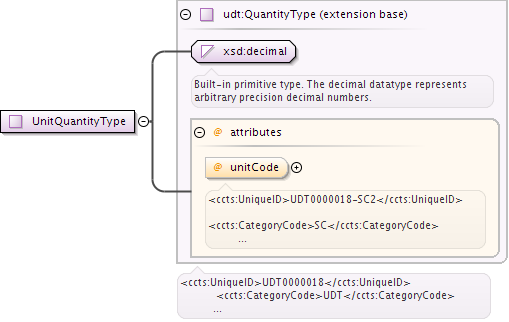 udt:QuantityType (extension base)
xsd:decimal
Built-in primitive type. The decimal datatype represents
arbitrary precision decimal numbers.
UnitQuantityType
@ attributes
@ unitCode
<ccts:UniqueID>UDT0000018-SC2</ccts:UniqueID>
<ccts:CategoryCode>SC</ccts:CategoryCode>
...
<ccts:UniqueID>UDT0000018</ccts:UniqueID>
<ccts:CategoryCode>UDT</ccts:CategoryCode>
...